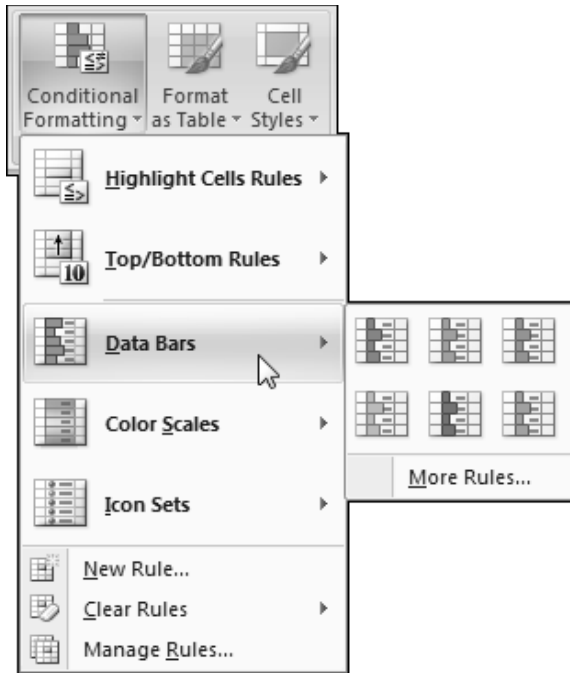 Conditional Formatting
Format as Table
Cell Styles
Highlight Cells Rules
10
Top/Bottom Rules
Data Bars
Color Scales
Icon Sets
More Rules...
New Rule...
Clear Rules
Manage Rules...